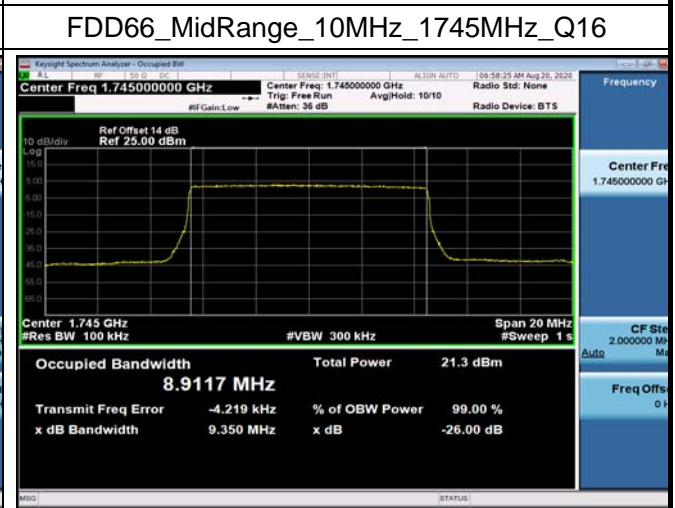 FDD66_MidRange_10MHz_1745MHz_Q16
Keysight Spectrum Analyzer - Occupied BW
RL RF 50 Ω DC SENSE:INT ALIGN AUTO 06:58:25 AM Aug 20, 2020
Center Freq 1.745000000 GHz
Center Freq: 1.745000000 GHz
Radio Std: None
Trig: Free Run Avg|Hold: 10/10
#IFGain:Low #Atten: 36 dB Radio Device: BTS
Frequency
Ref Offset 14 dB
10 dB/div Ref 25.00 dBm
Log
15.0
5.00
-5.00
-15.0
-25.0
-35.0
-45.0
-55.0
-65.0
Center Fre
1.745000000 GH
Center 1.745 GHz Span 20 MHz
#Res BW 100 kHz #VBW 300 kHz #Sweep 1 s
CF Ste
2.000000 MH
Auto Ma
Occupied Bandwidth Total Power 21.3 dBm
8.9117 MHz
Transmit Freq Error -4.219 kHz % of OBW Power 99.00 %
x dB Bandwidth 9.350 MHz x dB -26.00 dB
Freq Offs
0 H
MSG STATUS